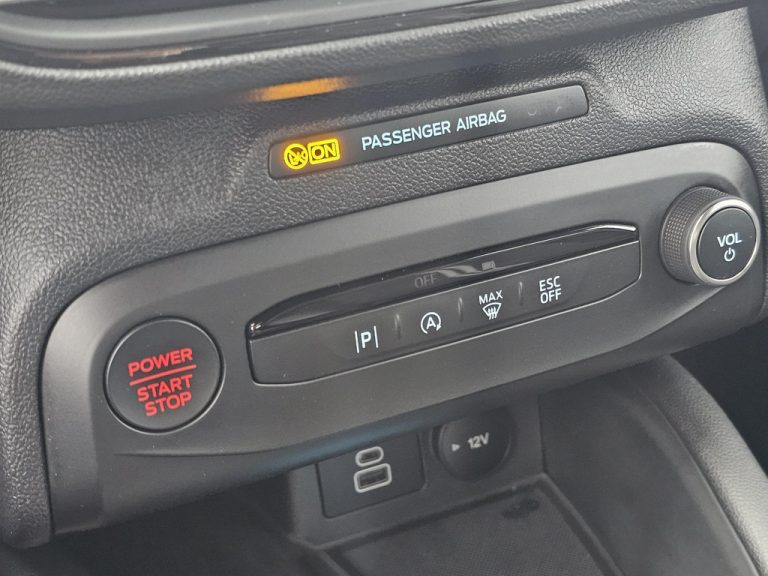 ON PASSENGER AIRBAG
VOL
OFF
|P| A MAX ESC
OFF
POWER
START
STOP
12V